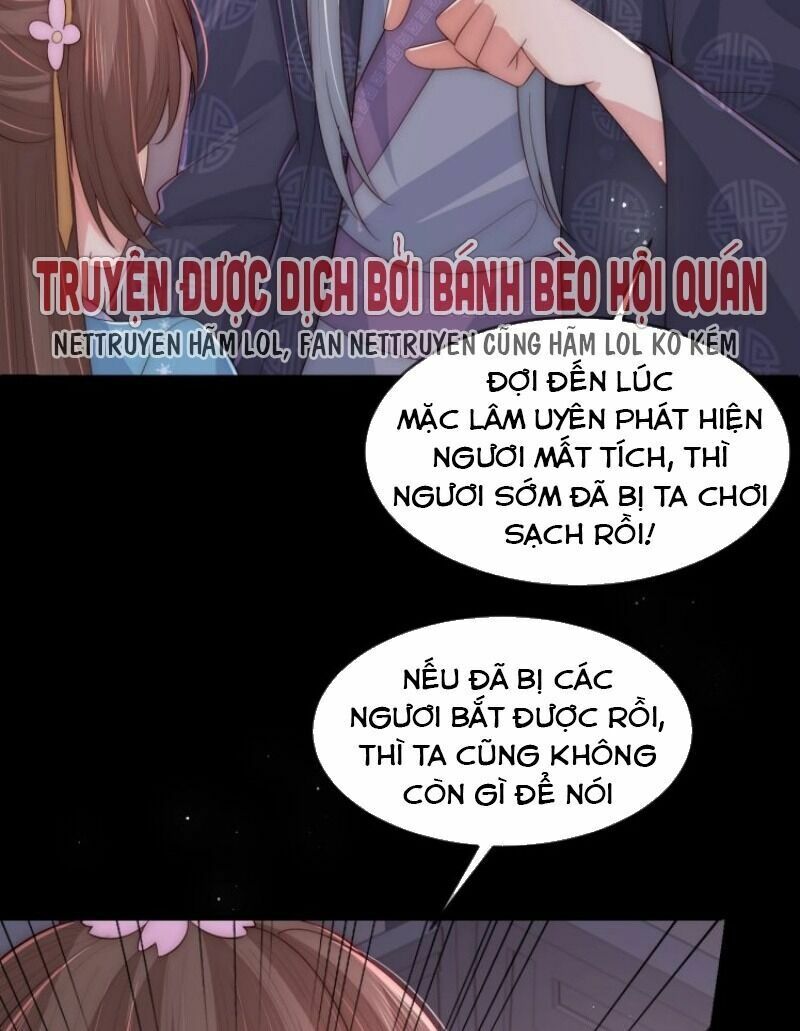 TRUYỆN ĐƯỢC DỊCH BỞI BÁNH BÈO HỘI QUÁN
NETTRUYEN HÃM LOL, FAN NETTRUYEN CŨNG HÃM LOL KO KÉM
ĐỢI ĐẾN LÚC
MẶC LÂM UYÊN PHÁT HIỆN
NGƯƠI MẤT TÍCH, THÌ
NGƯƠI SỚM ĐÃ BỊ TA CHƠI
SẠCH RỒI!
NẾU ĐÃ BỊ CÁC
NGƯƠI BẮT ĐƯỢC RỒI,
THÌ TA CŨNG KHÔNG
CÒN GÌ ĐỂ NÓI